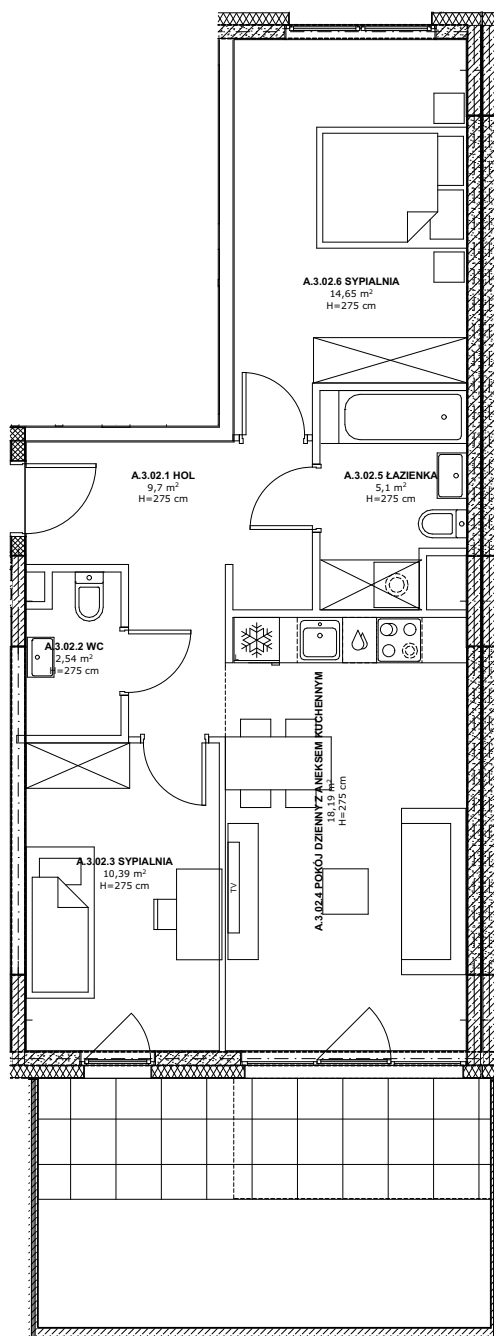 A.3.02.6 SYPIALNIA
14,65 m²
H=275 cm
A.3.02.1 HOL
9,7 m²
H=275 cm
A.3.02.5 ŁAZIENKA
5,1 m²
H=275 cm
A.3.02.2 WC
2,54 m²
H=275 cm
A.3.02.4 POKÓJ DZIENNY Z ANEKSEM KUCHENNYM
18,19 m²
H=275 cm
A.3.02.3 SYPIALNIA
10,39 m²
H=275 cm
TV